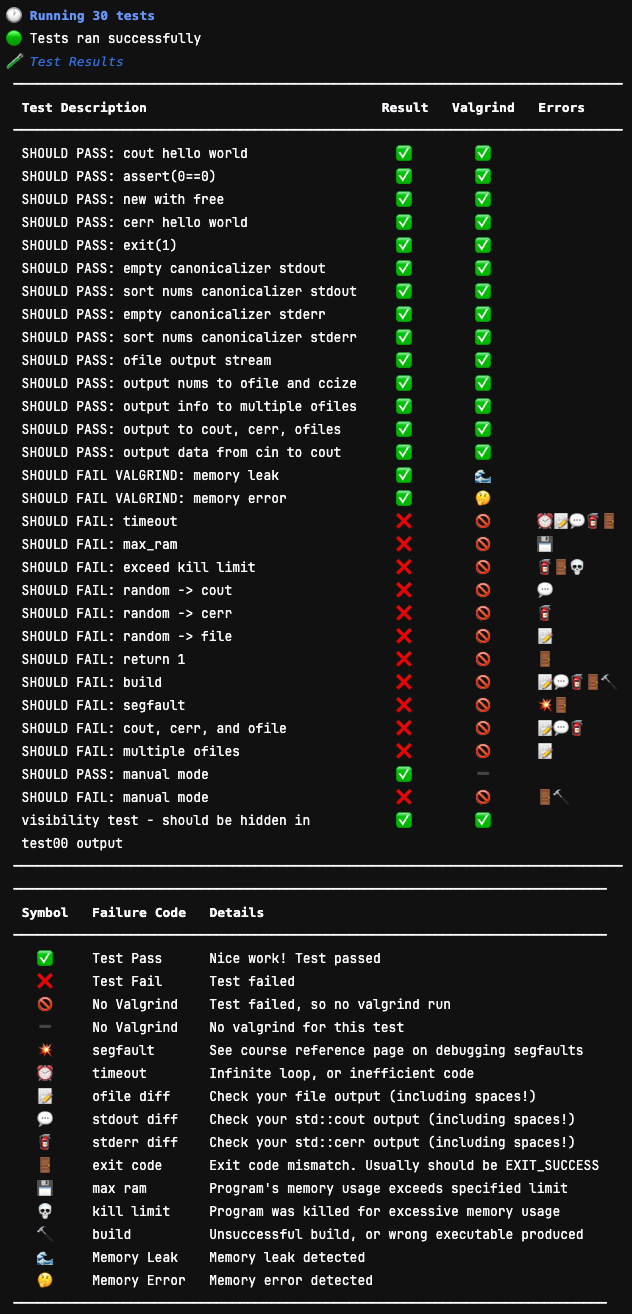 🕛 Running 30 tests
🟢 Tests ran successfully
🧪 Test Results
Test Description Result Valgrind Errors
SHOULD PASS: cout hello world ✅ ✅
SHOULD PASS: assert(0==0) ✅ ✅
SHOULD PASS: new with free ✅ ✅
SHOULD PASS: cerr hello world ✅ ✅
SHOULD PASS: exit(1) ✅ ✅
SHOULD PASS: empty canonicalizer stdout ✅ ✅
SHOULD PASS: sort nums canonicalizer stdout ✅ ✅
SHOULD PASS: empty canonicalizer stderr ✅ ✅
SHOULD PASS: sort nums canonicalizer stderr ✅ ✅
SHOULD PASS: ofile output stream ✅ ✅
SHOULD PASS: output nums to ofile and ccize ✅ ✅
SHOULD PASS: output info to multiple ofiles ✅ ✅
SHOULD PASS: output to cout, cerr, ofiles ✅ ✅
SHOULD PASS: output data from cin to cout ✅ ✅
SHOULD FAIL VALGRIND: memory leak ✅ 🌊
SHOULD FAIL VALGRIND: memory error ✅ 🤔
SHOULD FAIL: timeout ❌ 🚫 ⏰📝💬🧯🚪
SHOULD FAIL: max_ram ❌ 🚫 💾
SHOULD FAIL: exceed kill limit ❌ 🚫 🧯🚪💀
SHOULD FAIL: random -> cout ❌ 🚫 💬
SHOULD FAIL: random -> cerr ❌ 🚫 🧯
SHOULD FAIL: random -> file ❌ 🚫 📝
SHOULD FAIL: return 1 ❌ 🚫 🚪
SHOULD FAIL: build ❌ 🚫 📝💬🧯🚪🔨
SHOULD FAIL: segfault ❌ 🚫 💥🚪
SHOULD FAIL: cout, cerr, and ofile ❌ 🚫 📝💬🧯
SHOULD FAIL: multiple ofiles ❌ 🚫 📝
SHOULD PASS: manual mode ✅ ➖
SHOULD FAIL: manual mode ❌ 🚫 🚪🔨
visibility test - should be hidden in ✅ ✅
test00 output
Symbol Failure Code Details
✅ Test Pass Nice work! Test passed
❌ Test Fail Test failed
🚫 No Valgrind Test failed, so no valgrind run
➖ No Valgrind No valgrind for this test
💥 segfault See course reference page on debugging segfaults
⏰ timeout Infinite loop, or inefficient code
📝 ofile diff Check your file output (including spaces!)
💬 stdout diff Check your std::cout output (including spaces!)
🧯 stderr diff Check your std::cerr output (including spaces!)
🚪 exit code Exit code mismatch. Usually should be EXIT_SUCCESS
💾 max ram Program's memory usage exceeds specified limit
💀 kill limit Program was killed for excessive memory usage
🔨 build Unsuccessful build, or wrong executable produced
🌊 Memory Leak Memory leak detected
🤔 Memory Error Memory error detected